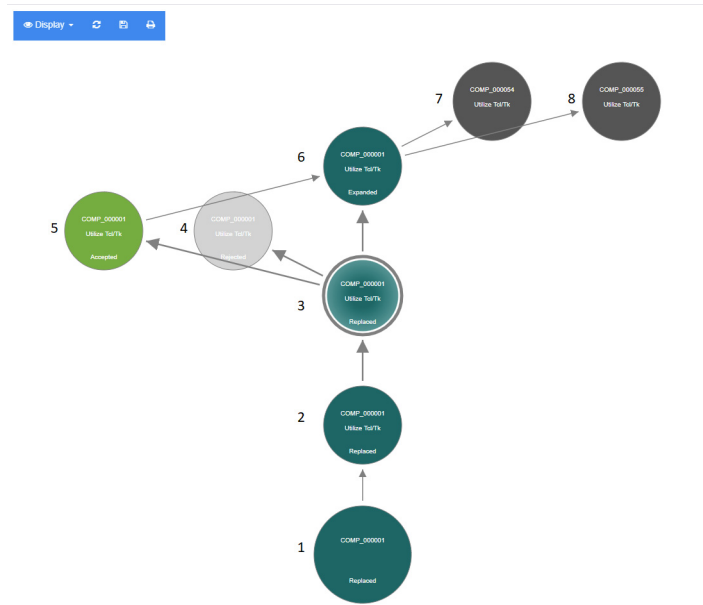 Display
7
COMP_000054
Utilize Tol/Tk
8
COMP_000055
Utilize Tol/Tk
6
COMP_000001
Utilize Tol/Tk
Expanded
5
COMP_000001
Utilize Tol/Tk
Accepted
4
COMP_000001
Utilize Tol/Tk
Rejected
3
COMP_000001
Utilize Tol/Tk
Replaced
2
COMP_000001
Utilize Tol/Tk
Replaced
1
COMP_000001
Replaced